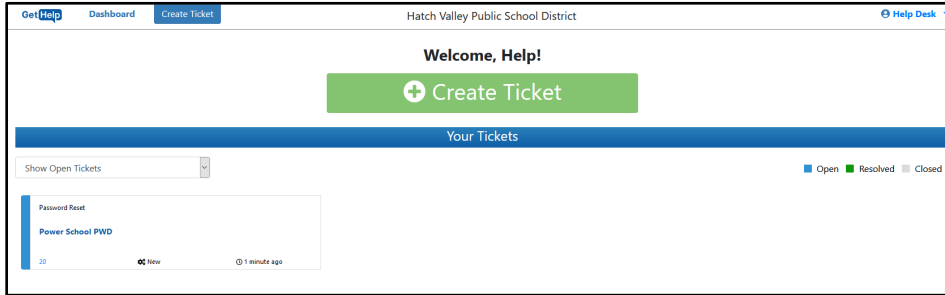 GetHelp Dashboard Create Ticket Hatch Valley Public School District Help Desk
Welcome, Help!
Create Ticket
Your Tickets
Show Open Tickets Open Resolved Closed
Password Reset
Power School PWD
20 New 1 minute ago